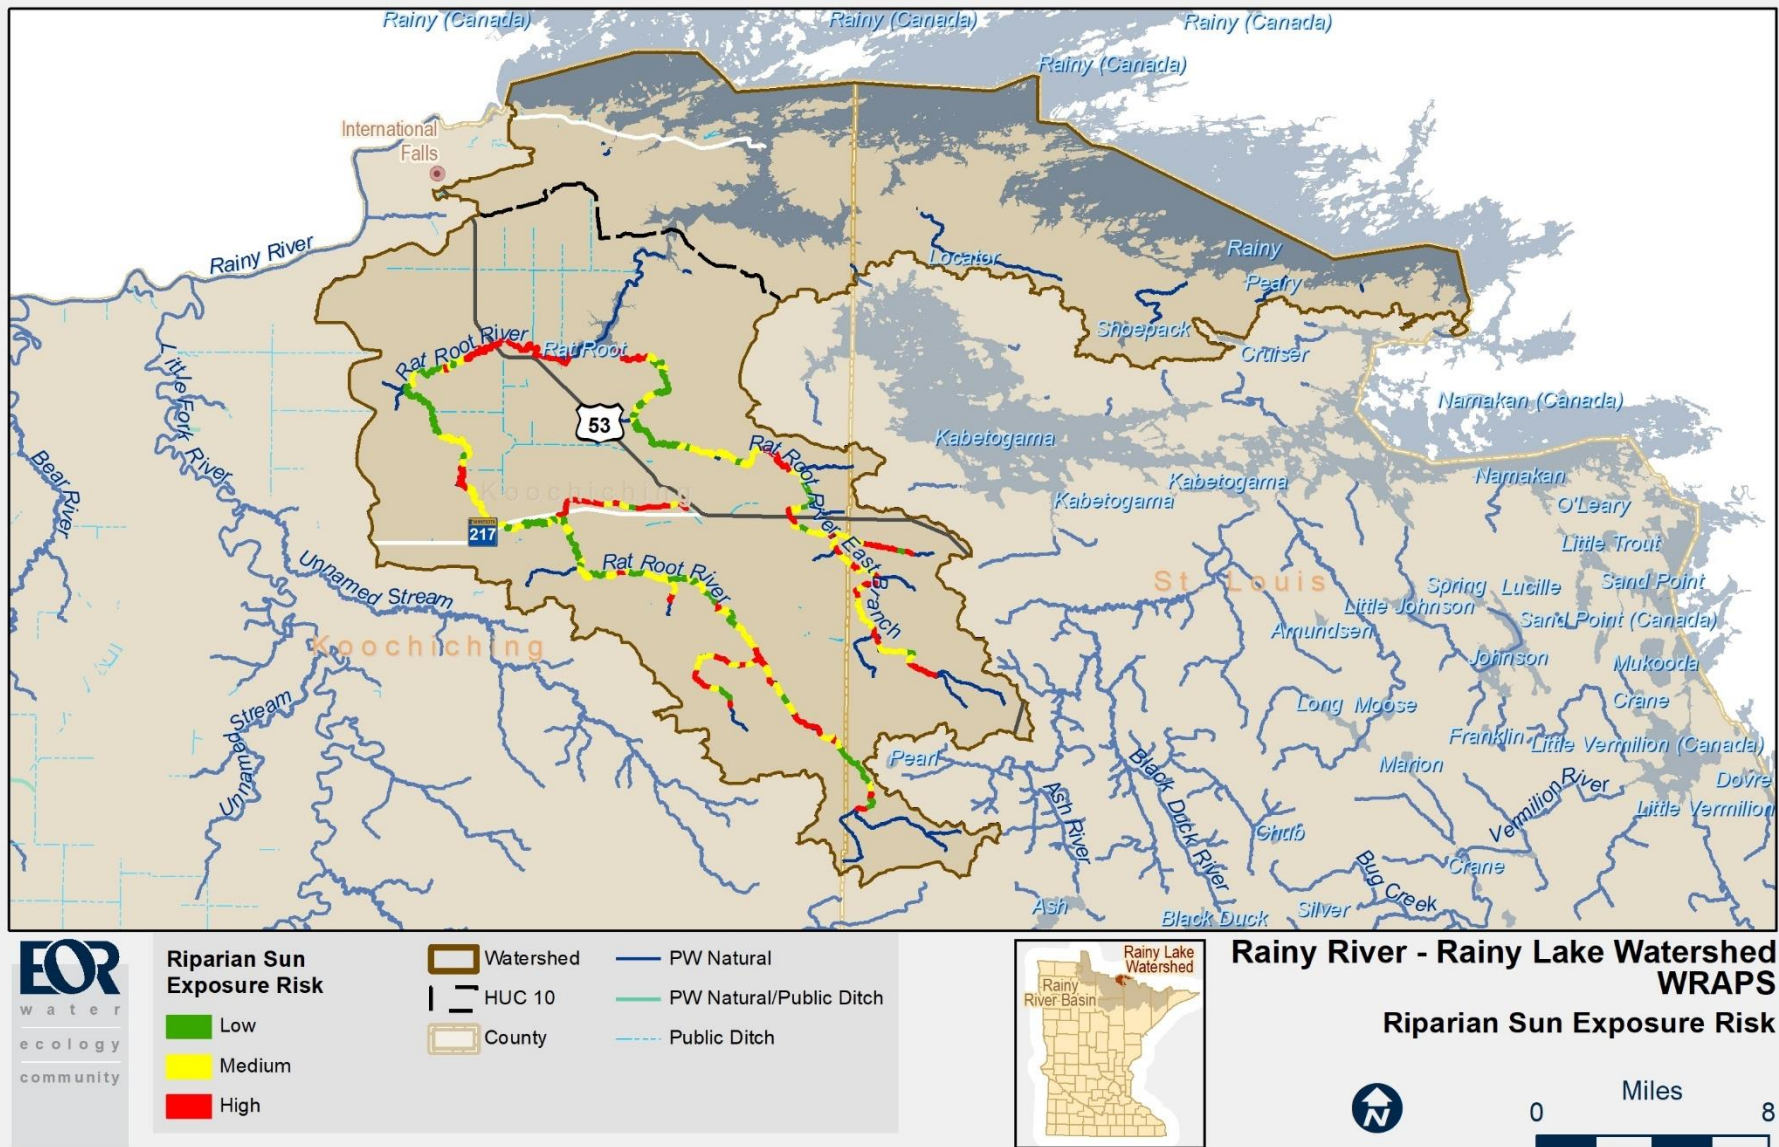 Rainy (Canada)
Rainy (Canada)
Rainy (Canada)
Rainy (Canada)
International
Falls
Rainy River
Locator
Rainy
Peary
Shoepack
Cruiser
Rat Root River
Rat Root
Little Fork River
53
Namakan (Canada)
Kabetogama
Rat Root River East Branch
Bear River
Koochiching
Kabetogama
Kabetogama
Namakan
O'Leary
217
Little Trout
Unnamed Stream
Rat Root River
St. Louis
Spring
Lucille
Sand Point
Little Johnson
Sand Point (Canada)
Amundsen
Koochiching
Johnson
Mukooda
Unnamed Stream
Long
Moose
Crane
Franklin
Little Vermilion (Canada)
Pearl
Marion
Dovre
Ash River
Black Duck River
Vermilion River
Little Vermilion
Chub
Crane
Bug Creek
Ash
Black Duck
Silver
EOR
water
ecology
community
Riparian Sun
Exposure Risk
Low
Medium
High
Watershed
HUC 10
County
PW Natural
PW Natural/Public Ditch
Public Ditch
Rainy Lake
Watershed
Rainy
River Basin
Rainy River - Rainy Lake Watershed
WRAPS
Riparian Sun Exposure Risk
N
Miles
0 8